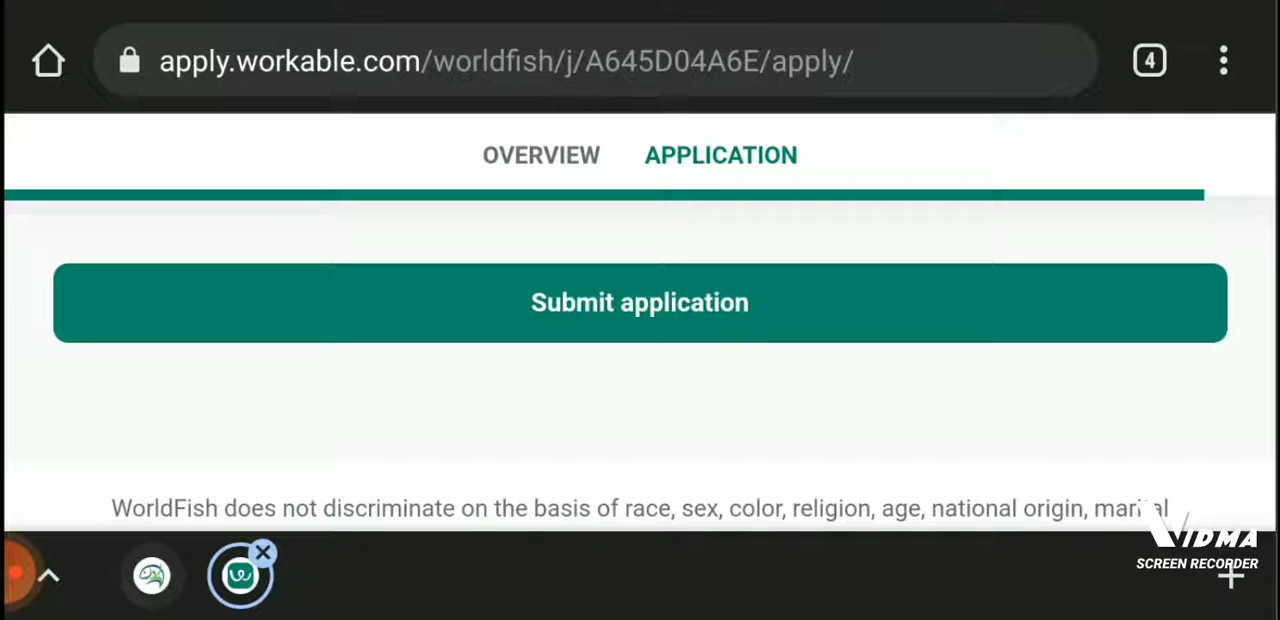 apply.workable.com/worldfish/j/A645D04A6E/apply/
4
OVERVIEW APPLICATION
Submit application
WorldFish does not discriminate on the basis of race, sex, color, religion, age, national origin, marital
VIDMA
SCREEN RECORDER